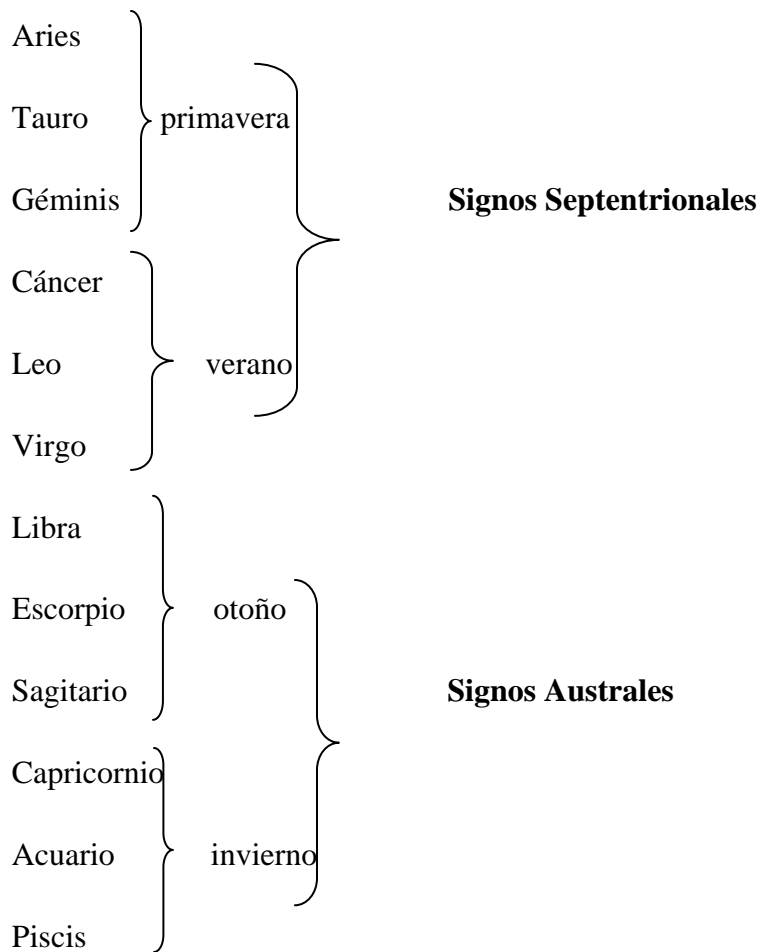 Aries
Tauro primavera
Géminis Signos Septentrionales
Cáncer
Leo verano
Virgo
Libra
Escorpio otoño
Sagitario Signos Australes
Capricornio
Acuario invierno
Piscis